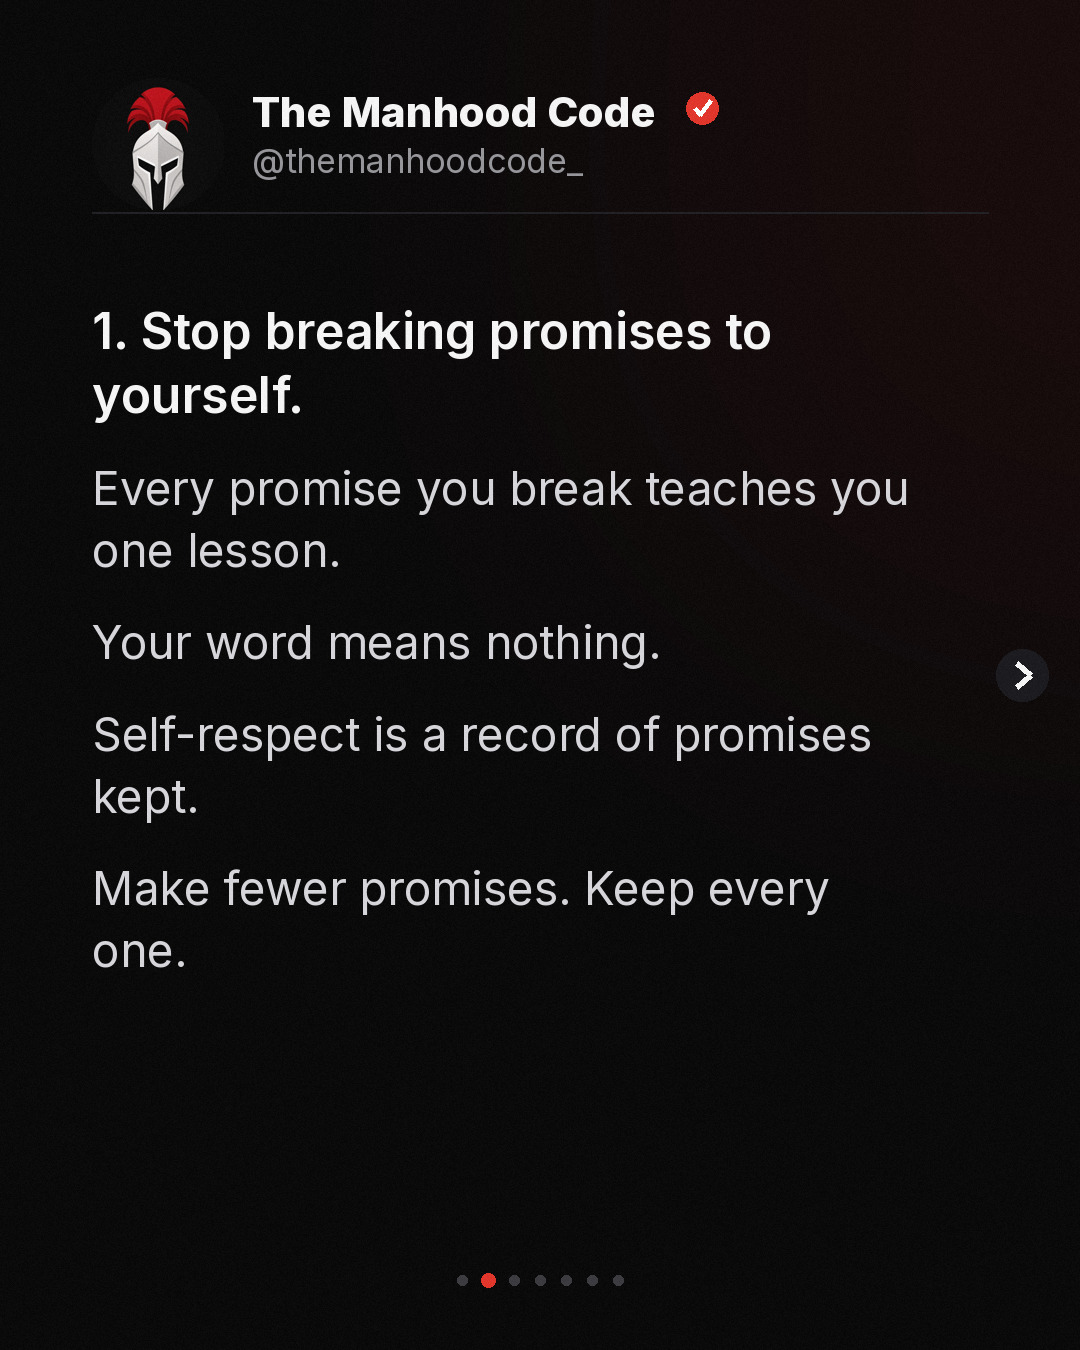 The Manhood Code
@themanhoodcode_
1. Stop breaking promises to
yourself.
Every promise you break teaches you
one lesson.
Your word means nothing.
Self-respect is a record of promises
kept.
Make fewer promises. Keep every
one.